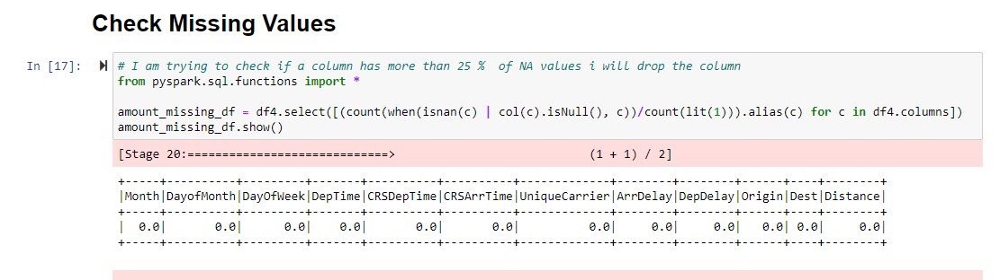 Check Missing Values
In [17]:
# I am trying to check if a column has more than 25 %  of NA values i will drop the column
from pyspark.sql.functions import *
amount_missing_df = df4.select([(count(when(isnan(c) | col(c).isNull(), c))/count(lit(1))).alias(c) for c in df4.columns])
amount_missing_df.show()
[Stage 20:=============================>                             (1 + 1) / 2]
+-----+----------+---------+-------+----------+----------+-------------+--------+--------+------+----+--------+
|Month|DayofMonth|DayOfWeek|DepTime|CRSDepTime|CRSArrTime|UniqueCarrier|ArrDelay|DepDelay|Origin|Dest|Distance|
+-----+----------+---------+-------+----------+----------+-------------+--------+--------+------+----+--------+
|  0.0|       0.0|      0.0|    0.0|       0.0|       0.0|          0.0|     0.0|     0.0|   0.0| 0.0|     0.0|
+-----+----------+---------+-------+----------+----------+-------------+--------+--------+------+----+--------+